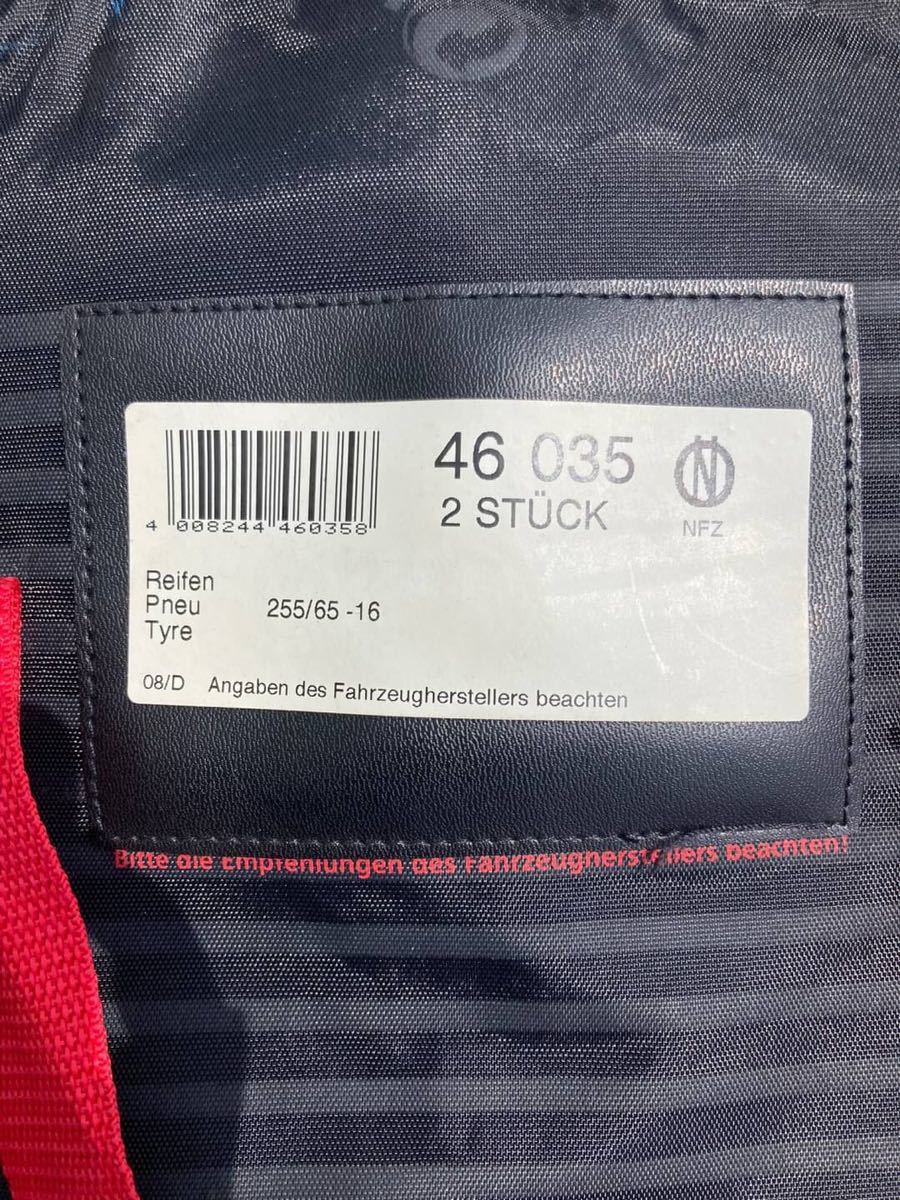 46 035
2 STÜCK
N
NFZ
4 008244 460358
Reifen
Pneu 255/65 -16
Tyre
08/D Angaben des Fahrzeugherstellers beachten
Bitte die Empfehlungen des Fahrzeugherstellers beachten!